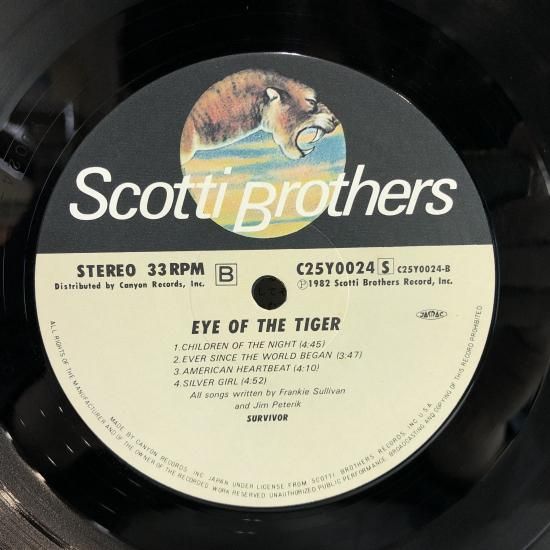 Scotti Brothers
STEREO 33RPM B C25Y0024 S C25Y0024-B
Distributed by Canyon Records, Inc. Ⓟ1982 Scotti Brothers Record, Inc.
EYE OF THE TIGER
JASRAC
1.CHILDREN OF THE NIGHT (4:45)
2.EVER SINCE THE WORLD BEGAN (3:47)
3.AMERICAN HEARTBEAT (4:10)
4.SILVER GIRL (4:52)
All songs written by Frankie Sullivan
and Jim Peterik
SURVIVOR
MADE BY CANYON RECORDS, INC. JAPAN UNDER LICENSE FROM SCOTTI BROTHERS RECORDS, INC. U.S.A.
ALL RIGHTS OF THE MANUFACTURER AND OF THE OWNER OF THE RECORDED WORK RESERVED UNAUTHORIZED PUBLIC PERFORMANCE, BROADCASTING AND COPYING OF THIS RECORD PROHIBITED